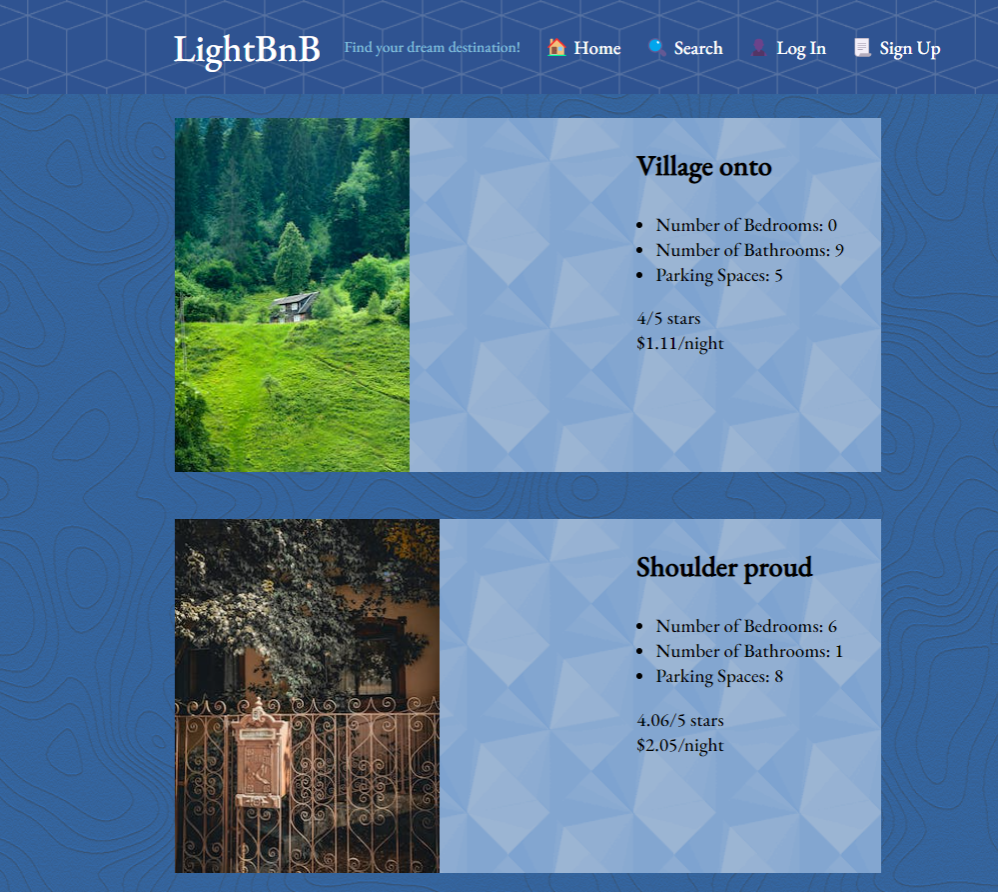 LightBnB Find your dream destination! Home Search Log In Sign Up
Village onto
Number of Bedrooms: 0
Number of Bathrooms: 9
Parking Spaces: 5
4/5 stars
$1.11/night
Shoulder proud
Number of Bedrooms: 6
Number of Bathrooms: 1
Parking Spaces: 8
4.06/5 stars
$2.05/night